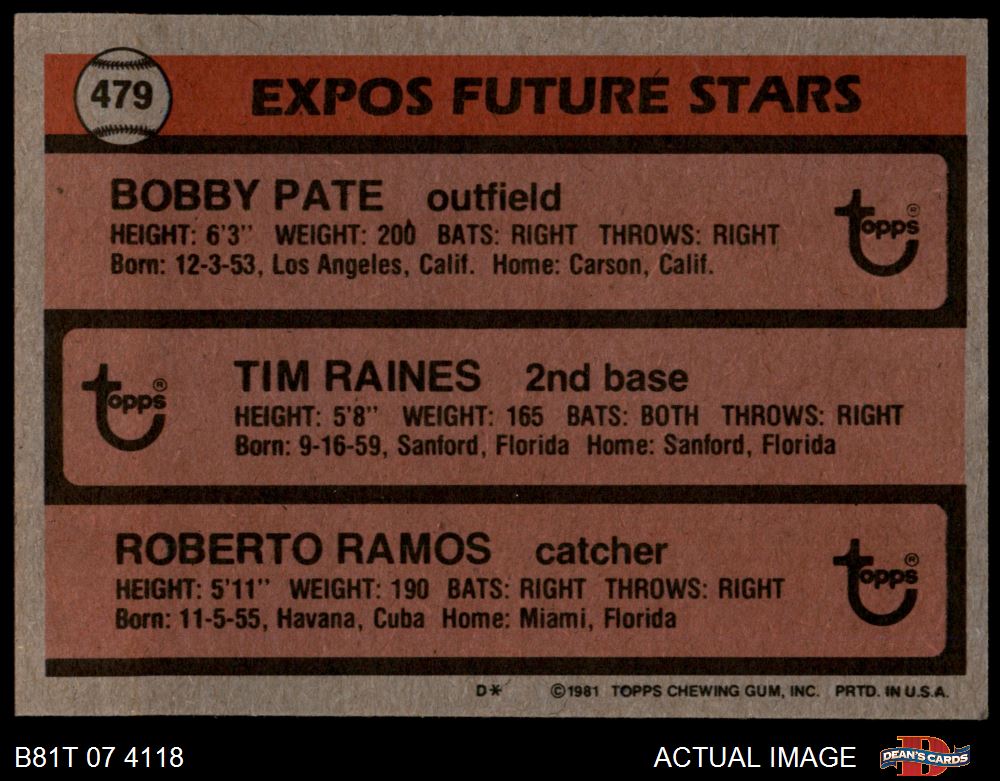 479
EXPOS FUTURE STARS
BOBBY PATE outfield
HEIGHT: 6'3" WEIGHT: 200 BATS: RIGHT THROWS: RIGHT
Born: 12-3-53, Los Angeles, Calif. Home: Carson, Calif.
topps®
TIM RAINES 2nd base
HEIGHT: 5'8" WEIGHT: 165 BATS: BOTH THROWS: RIGHT
Born: 9-16-59, Sanford, Florida Home: Sanford, Florida
topps®
ROBERTO RAMOS catcher
HEIGHT: 5'11" WEIGHT: 190 BATS: RIGHT THROWS: RIGHT
Born: 11-5-55, Havana, Cuba Home: Miami, Florida
topps®
D* ©1981 TOPPS CHEWING GUM, INC. PRTD. IN U.S.A.
B81T 07 4118 ACTUAL IMAGE DEAN'S CARDS